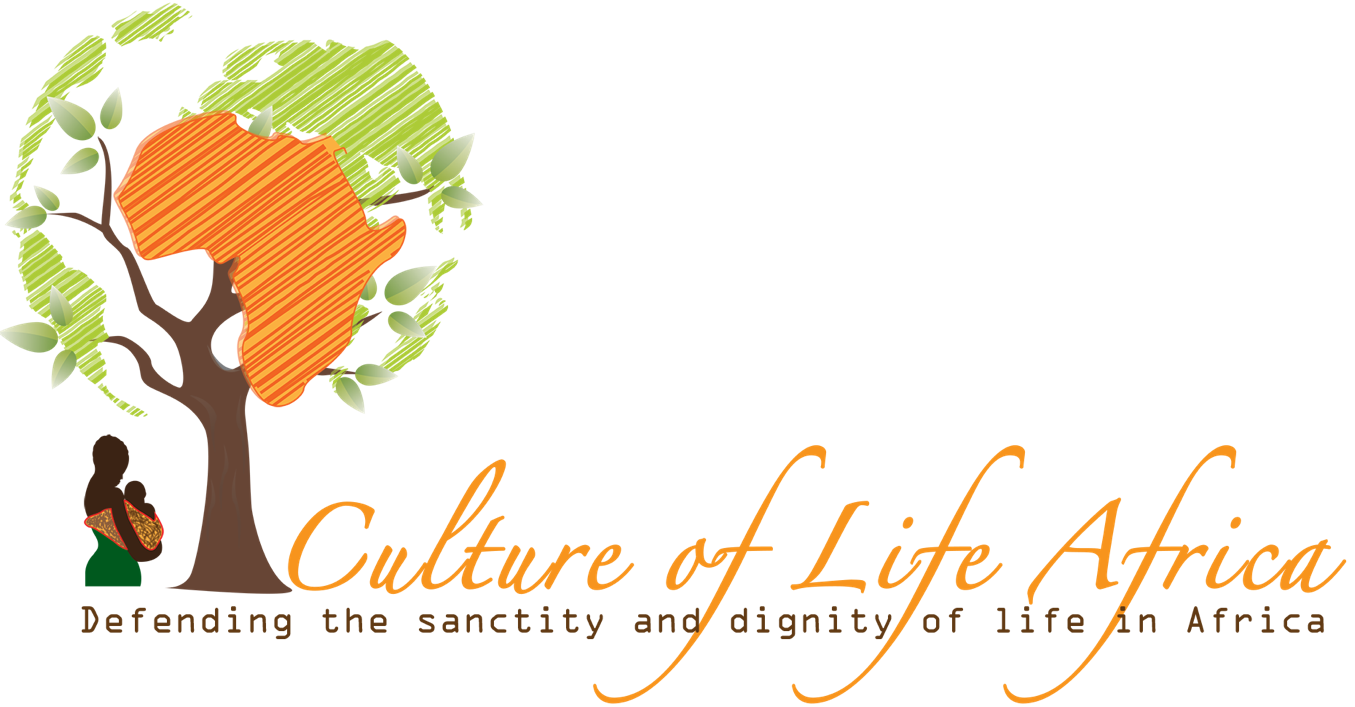 Culture of Life Africa
Defending the sanctity and dignity of life in Africa